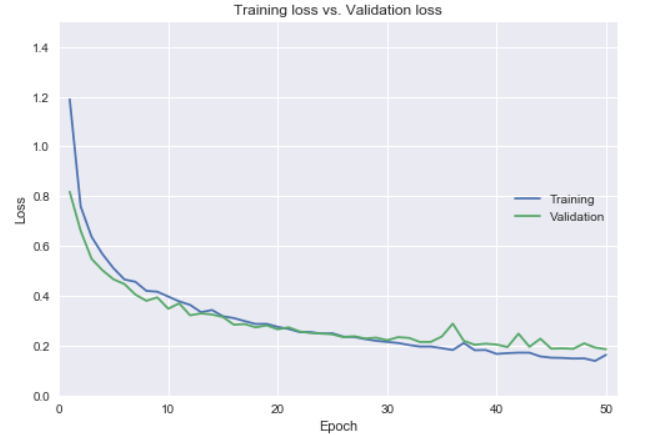 Training loss vs. Validation loss
1.4
1.2
1.0
0.8
0.6
0.4
0.2
0.0
Loss
Training
Validation
0 10 20 30 40 50
Epoch